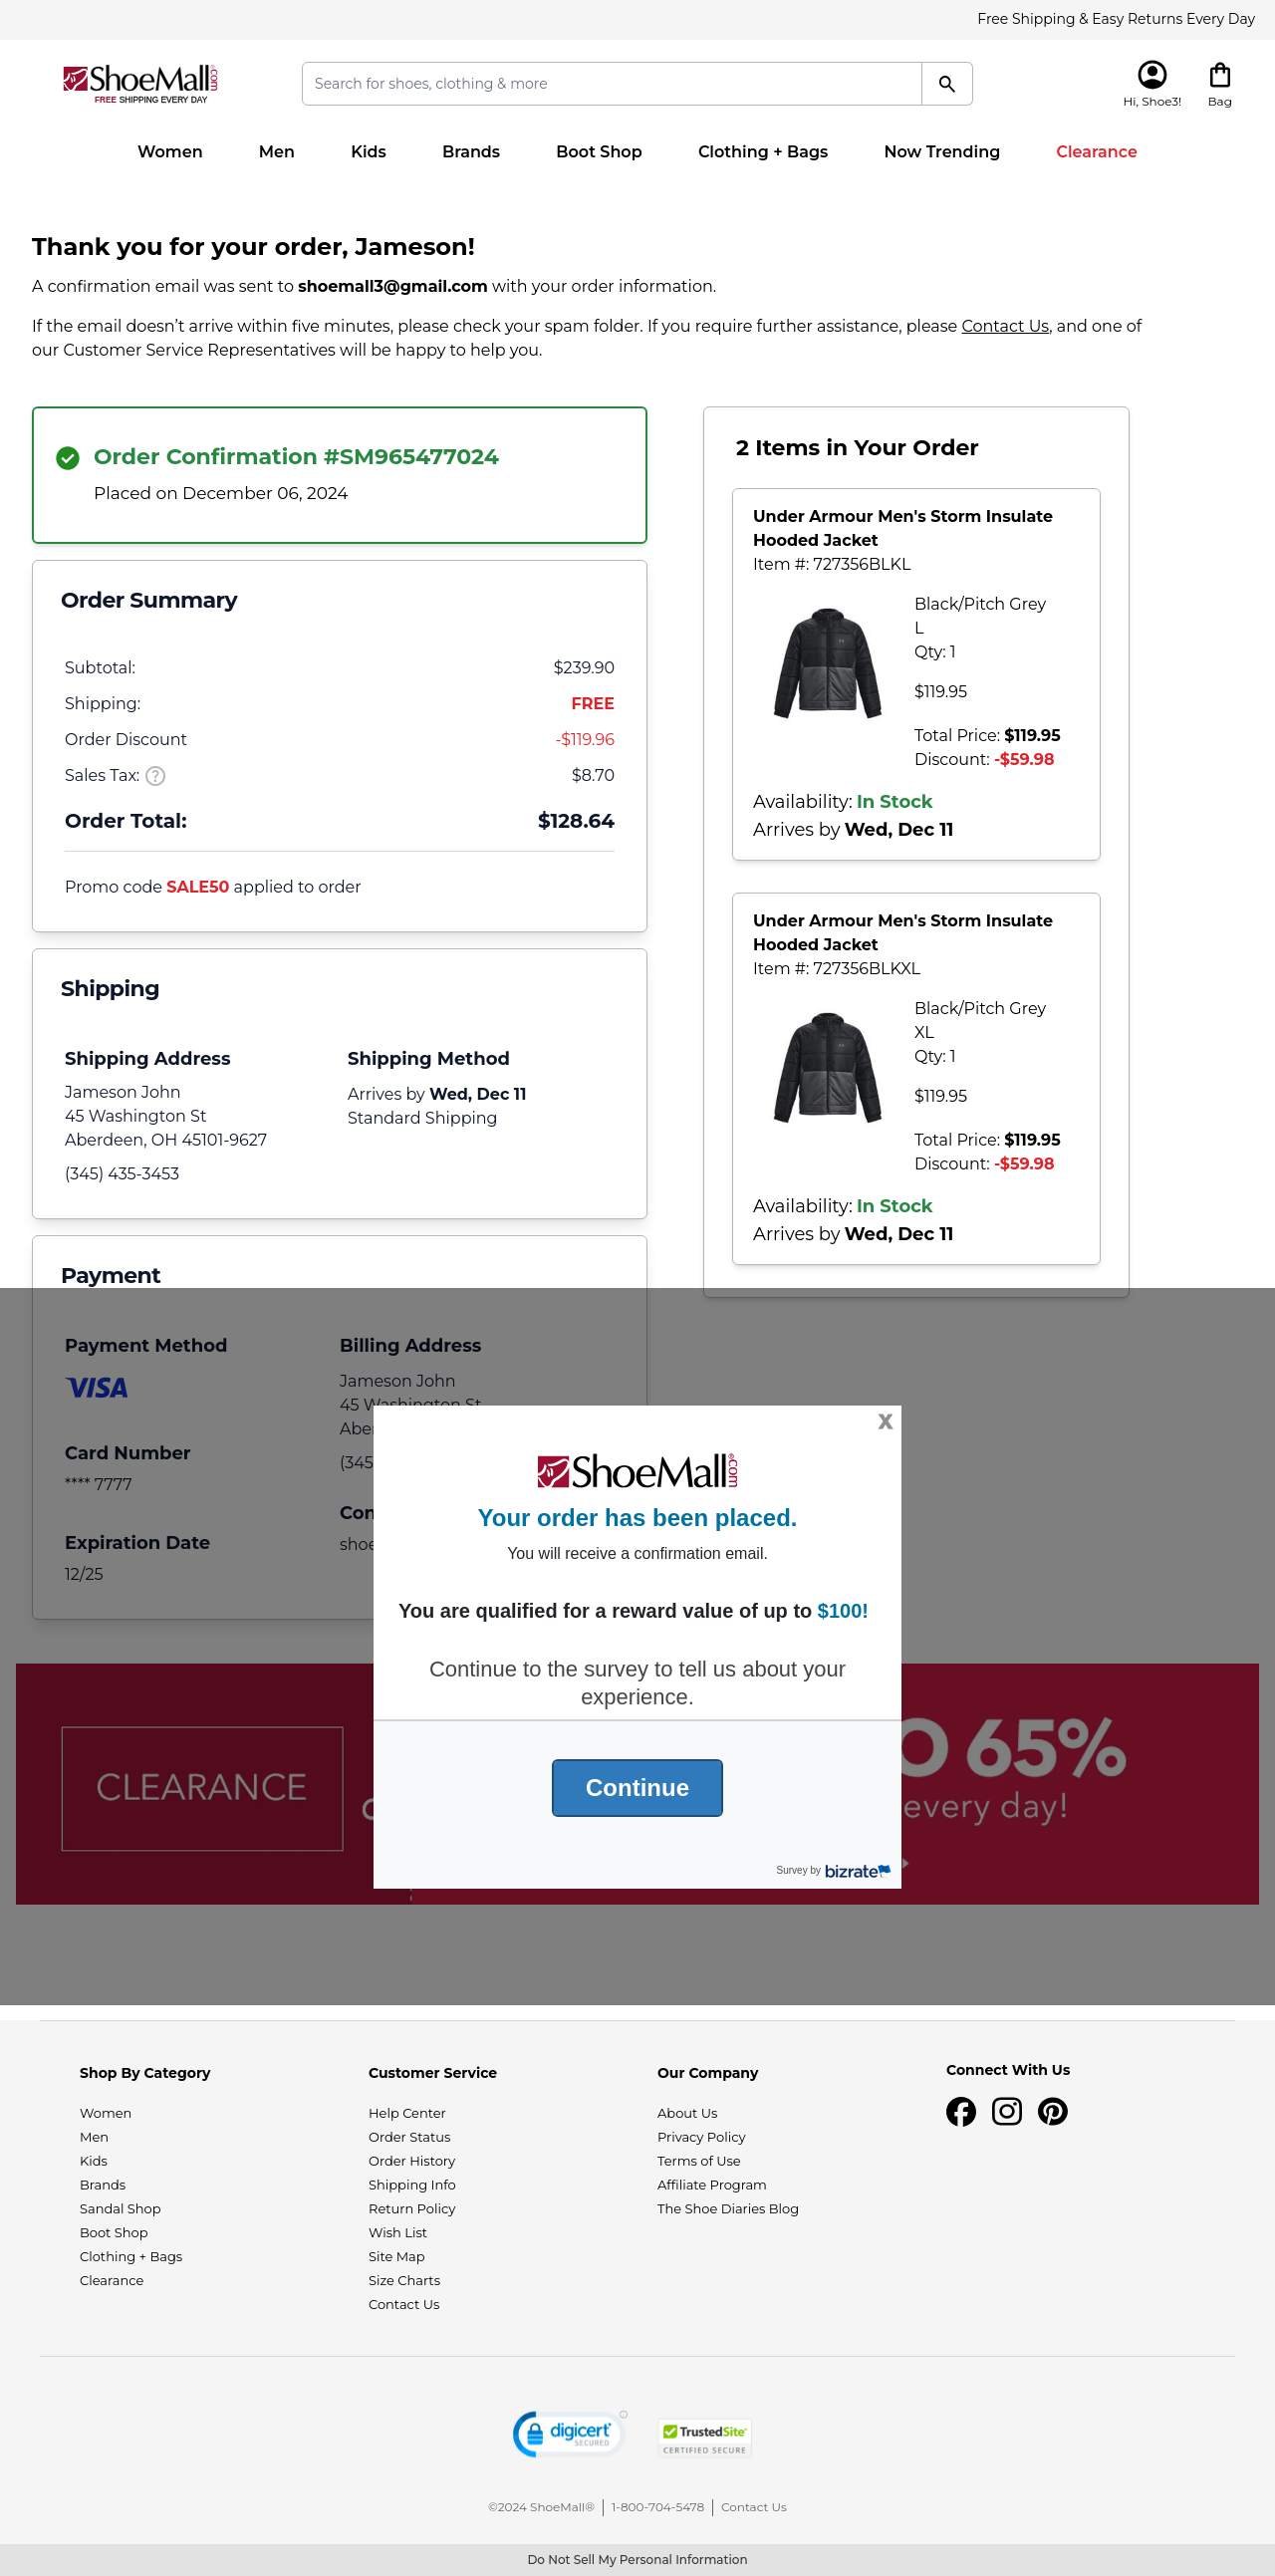 Free Shipping & Easy Returns Every Day
ShoeMall.com
FREE SHIPPING EVERY DAY
Search for shoes, clothing & more
Hi, Shoe3!
Bag
Women
Men
Kids
Brands
Boot Shop
Clothing + Bags
Now Trending
Clearance
Thank you for your order, Jameson!
A confirmation email was sent to shoemall3@gmail.com with your order information.
If the email doesn’t arrive within five minutes, please check your spam folder. If you require further assistance, please Contact Us, and one of
our Customer Service Representatives will be happy to help you.
Order Confirmation #SM965477024
Placed on December 06, 2024
Order Summary
Subtotal: $239.90
Shipping: FREE
Order Discount -$119.96
Sales Tax: ? $8.70
Order Total: $128.64
Promo code SALE50 applied to order
Shipping
Shipping Address
Jameson John
45 Washington St
Aberdeen, OH 45101-9627
(345) 435-3453
Shipping Method
Arrives by Wed, Dec 11
Standard Shipping
Payment
Payment Method
VISA
Card Number
**** 7777
Expiration Date
12/25
Billing Address
Jameson John
45 Washington St
Aber
(345
Con
shoe
2 Items in Your Order
Under Armour Men's Storm Insulate
Hooded Jacket
Item #: 727356BLKL
Black/Pitch Grey
L
Qty: 1
$119.95
Total Price: $119.95
Discount: -$59.98
Availability: In Stock
Arrives by Wed, Dec 11
Under Armour Men's Storm Insulate
Hooded Jacket
Item #: 727356BLKXL
Black/Pitch Grey
XL
Qty: 1
$119.95
Total Price: $119.95
Discount: -$59.98
Availability: In Stock
Arrives by Wed, Dec 11
X
ShoeMall.com
Your order has been placed.
You will receive a confirmation email.
You are qualified for a reward value of up to $100!
Continue to the survey to tell us about your
experience.
Continue
Survey by bizrate
CLEARANCE
O 65%
every day!
Shop By Category
Women
Men
Kids
Brands
Sandal Shop
Boot Shop
Clothing + Bags
Clearance
Customer Service
Help Center
Order Status
Order History
Shipping Info
Return Policy
Wish List
Site Map
Size Charts
Contact Us
Our Company
About Us
Privacy Policy
Terms of Use
Affiliate Program
The Shoe Diaries Blog
Connect With Us
digicert
SECURED
TrustedSite
CERTIFIED SECURE
©2024 ShoeMall® | 1-800-704-5478 | Contact Us
Do Not Sell My Personal Information